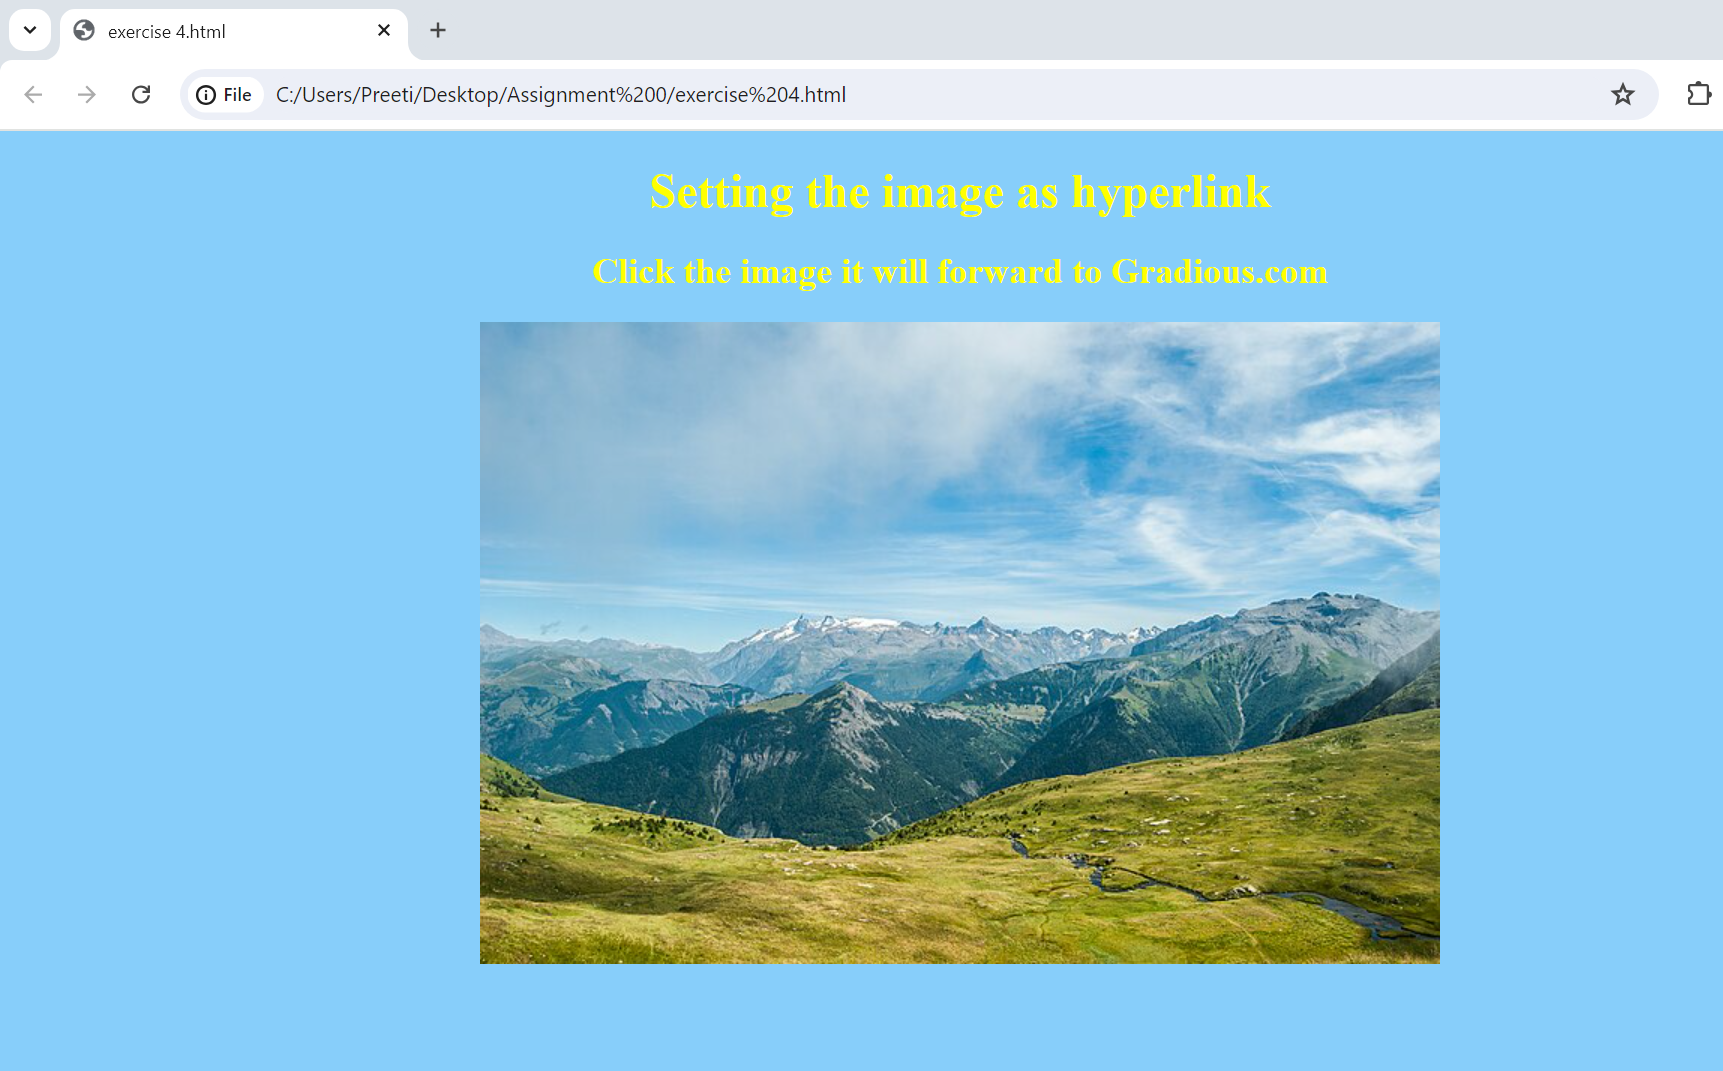 exercise 4.html
File C:/Users/Preeti/Desktop/Assignment%200/exercise%204.html
Setting the image as hyperlink
Click the image it will forward to Gradious.com